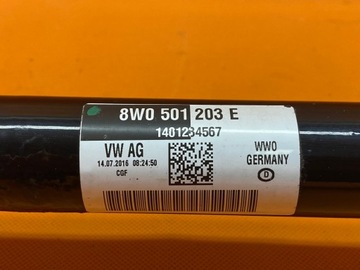 8W0 501 203 E
1401234567
VW AG
14.07.2016 08:24:50
CGF
WWO
GERMANY
D